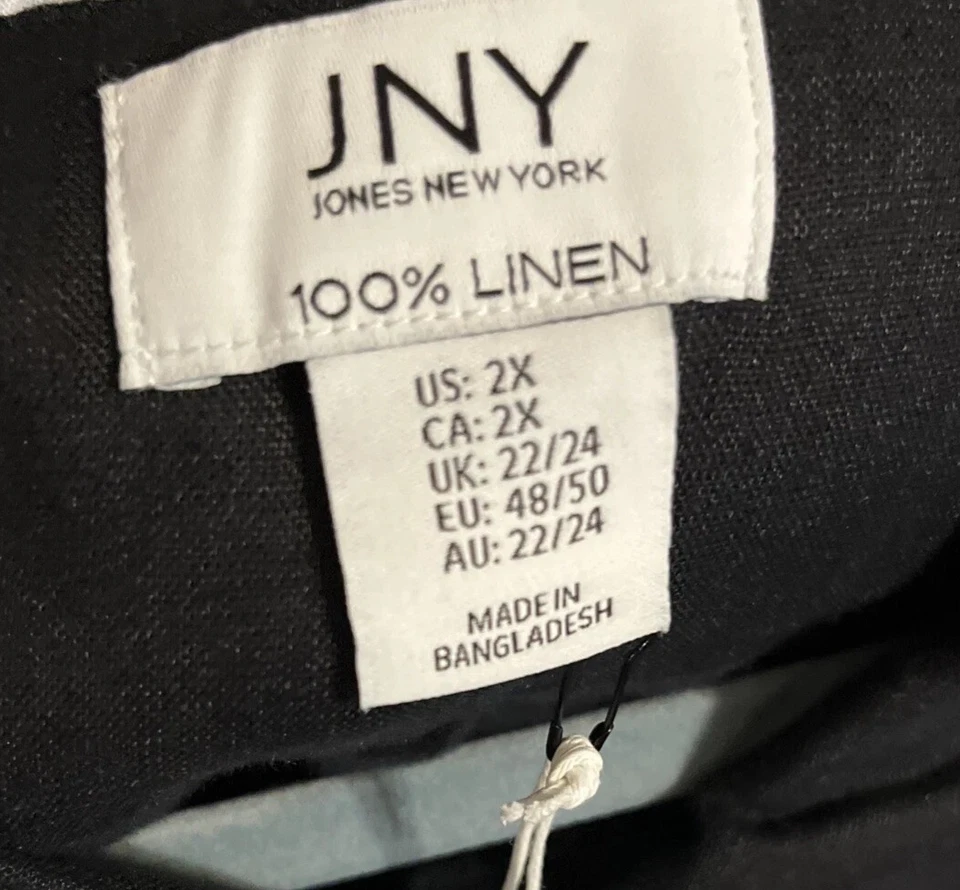 JNY
JONES NEW YORK
100% LINEN
US: 2X
CA: 2X
UK: 22/24
EU: 48/50
AU: 22/24
MADE IN
BANGLADESH